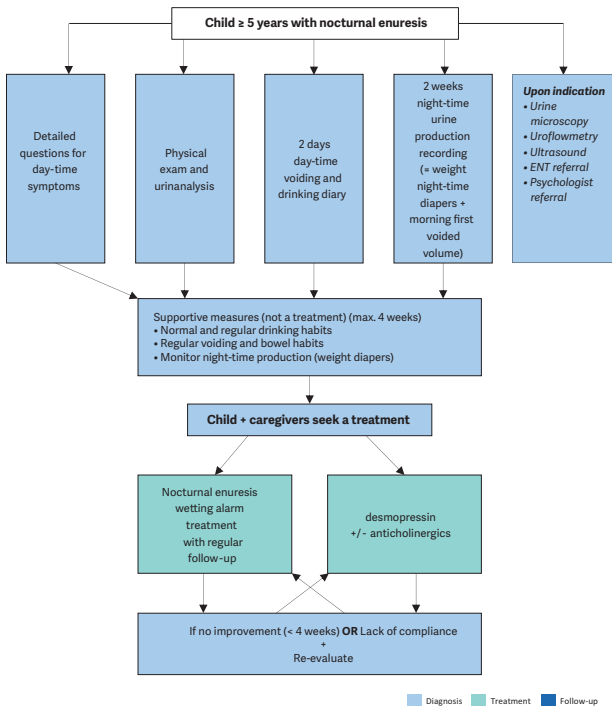 Child ≥ 5 years with nocturnal enuresis
Detailed
questions for
day-time
symptoms
Physical
exam and
urinanalysis
2 days
day-time
voiding and
drinking diary
2 weeks
night-time
urine
production
recording
(= weight
night-time
diapers +
morning first
voided
volume)
Upon indication
• Urine
microscopy
• Uroflowmetry
• Ultrasound
• ENT referral
• Psychologist
referral
Supportive measures (not a treatment) (max. 4 weeks)
• Normal and regular drinking habits
• Regular voiding and bowel habits
• Monitor night-time production (weight diapers)
Child + caregivers seek a treatment
Nocturnal enuresis
wetting alarm
treatment
with regular
follow-up
desmopressin
+/- anticholinergics
If no improvement (< 4 weeks) OR Lack of compliance
+
Re-evaluate
Diagnosis
Treatment
Follow-up